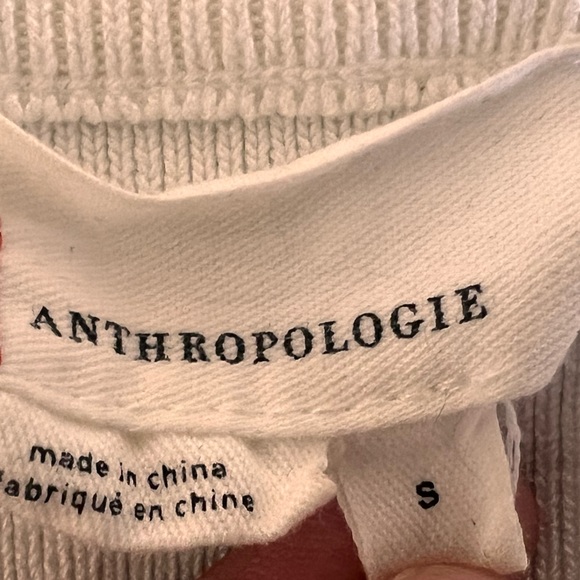 ANTHROPOLOGIE
made in china
fabriqué en chine
S